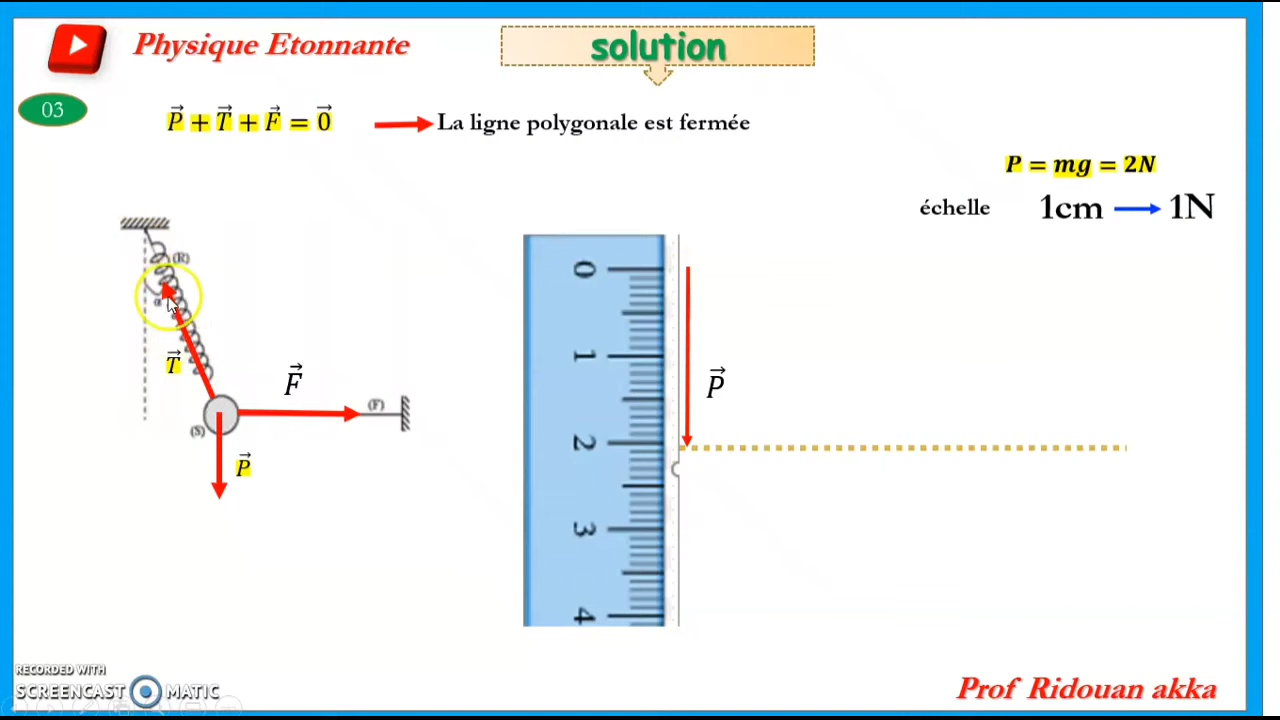 Physique Etonnante
solution
03
P + T + F = 0
La ligne polygonale est fermée
P = mg = 2N
échelle 1cm → 1N
(R)
α
T
F
(F)
(S)
P
0
1
2
3
4
P
RECORDED WITH
SCREENCAST MATIC
Prof Ridouan akka